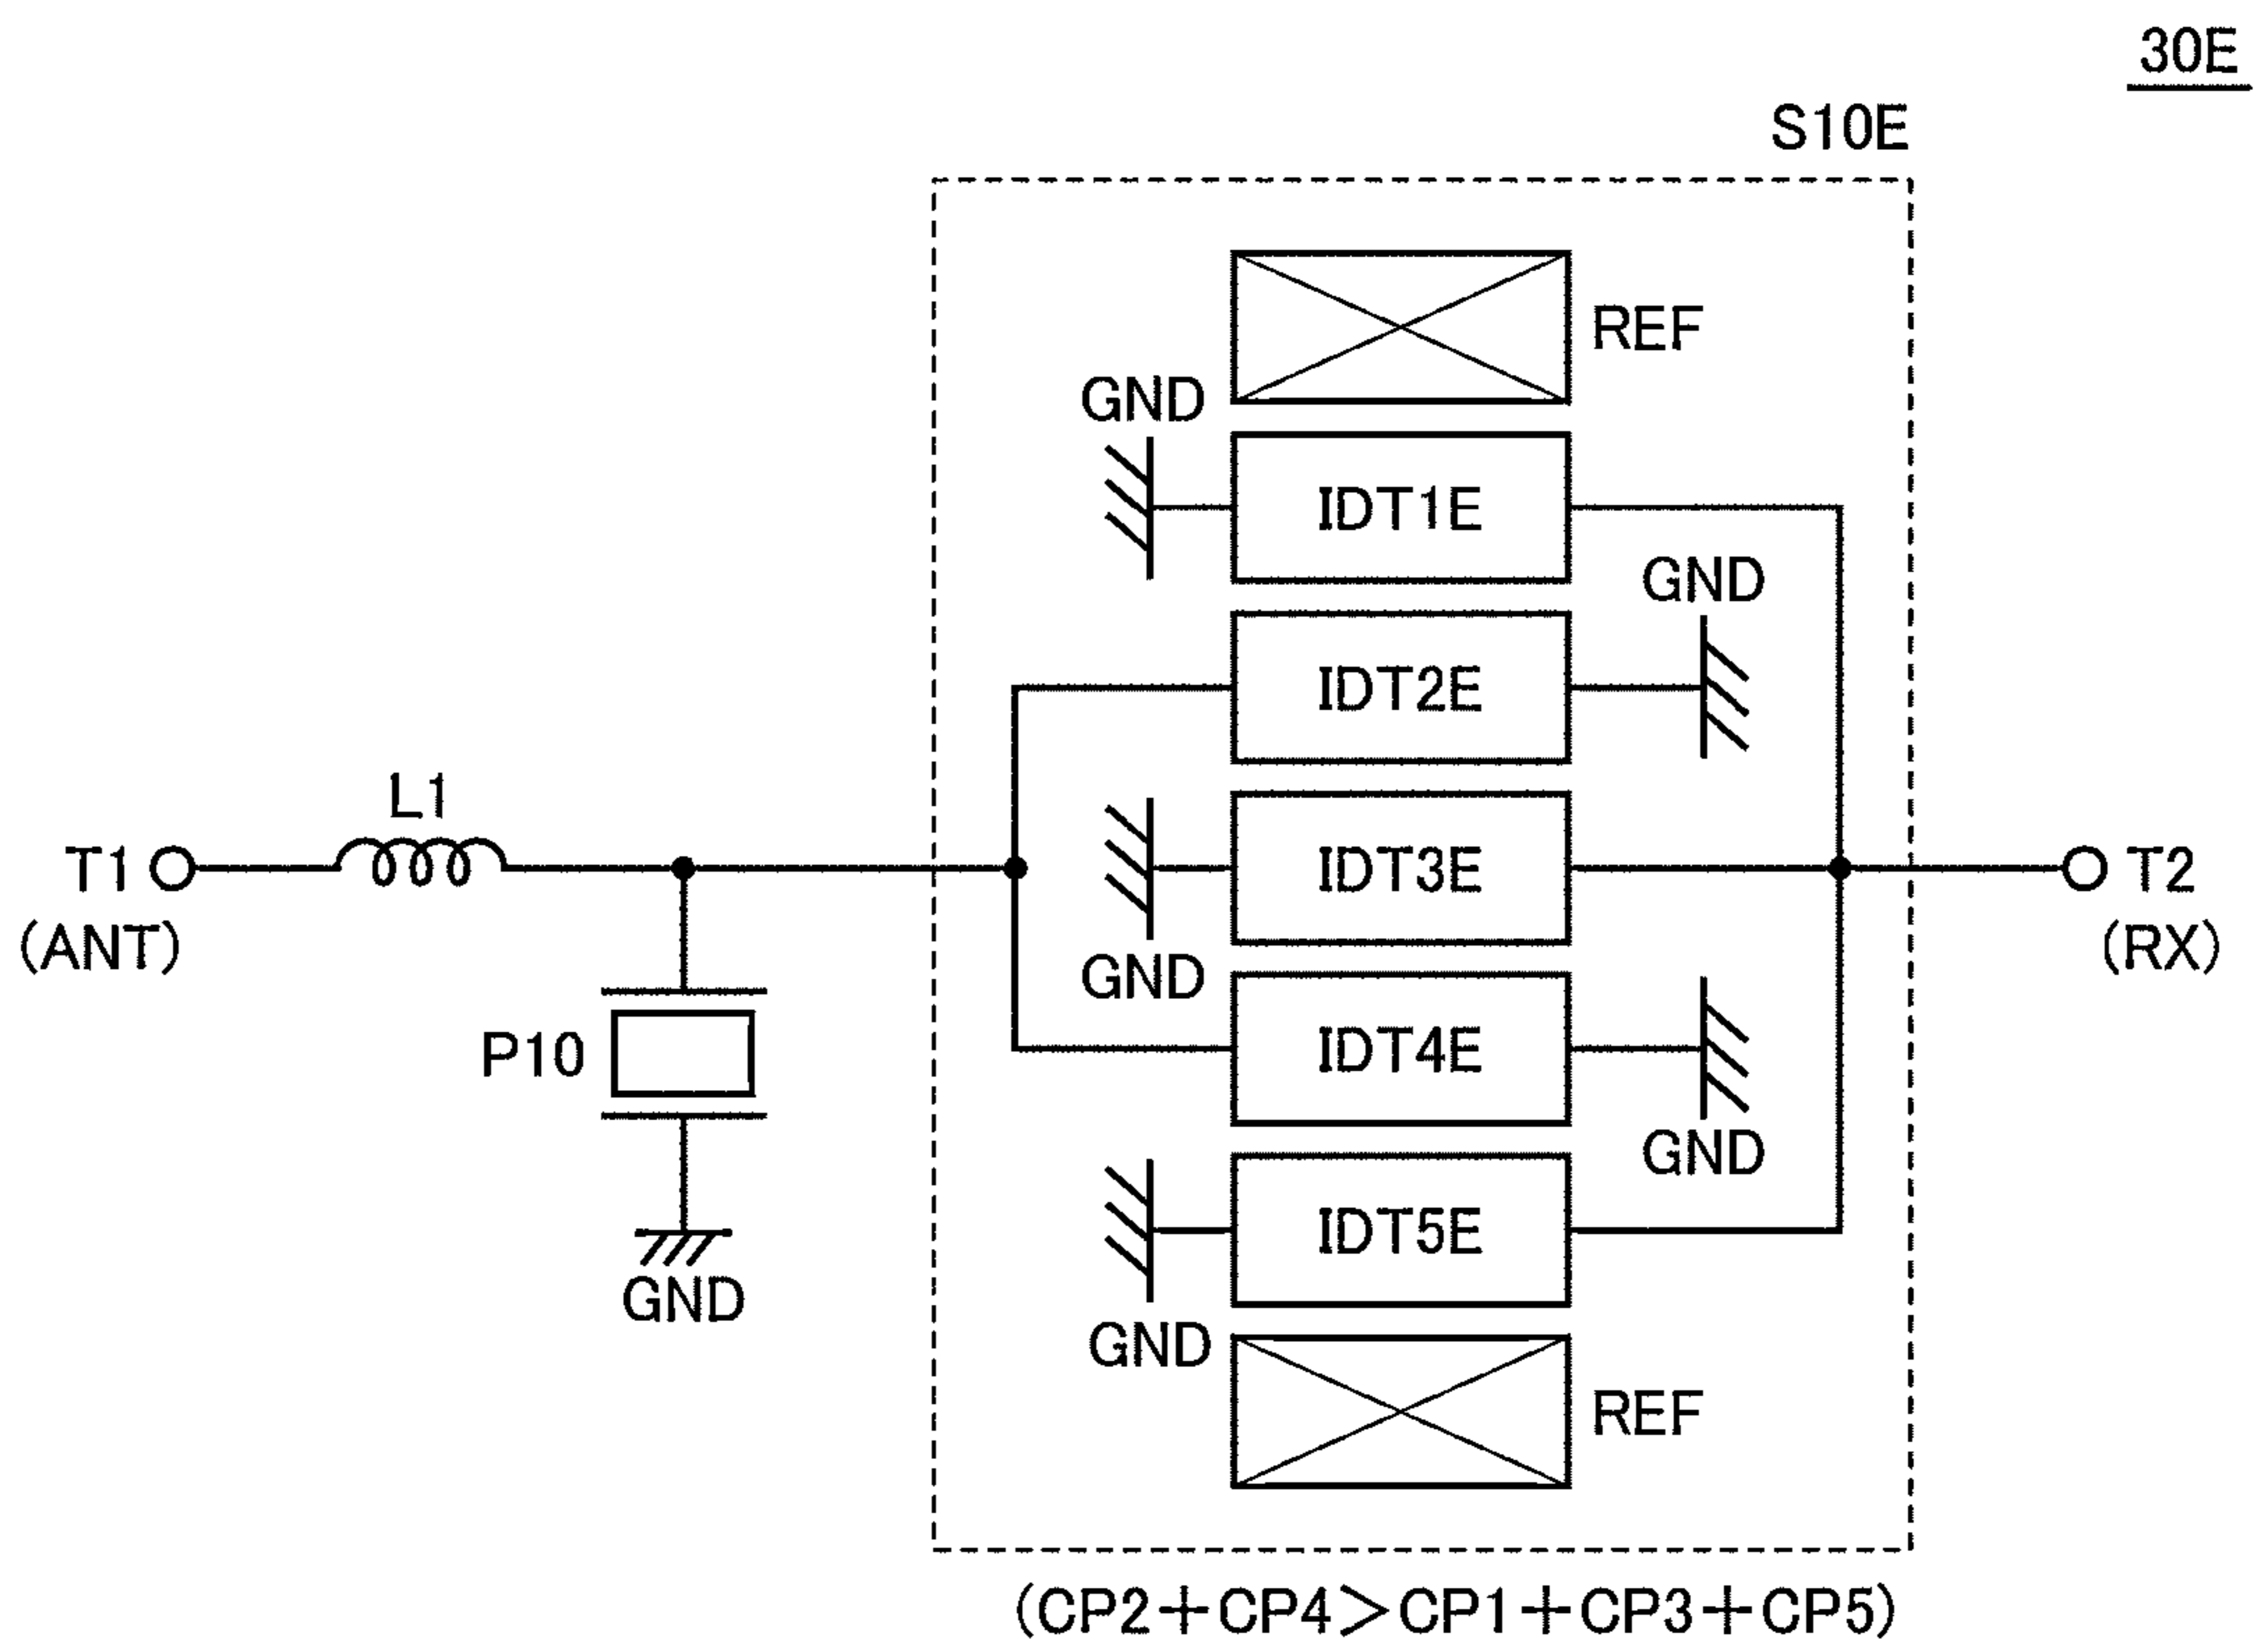 30E
S10E
REF
GND
IDT1E
GND
IDT2E
L1
T1
IDT3E
T2
(ANT)
(RX)
GND
P10
IDT4E
GND
IDT5E
GND
GND
REF
(CP2+CP4>CP1+CP3+CP5)